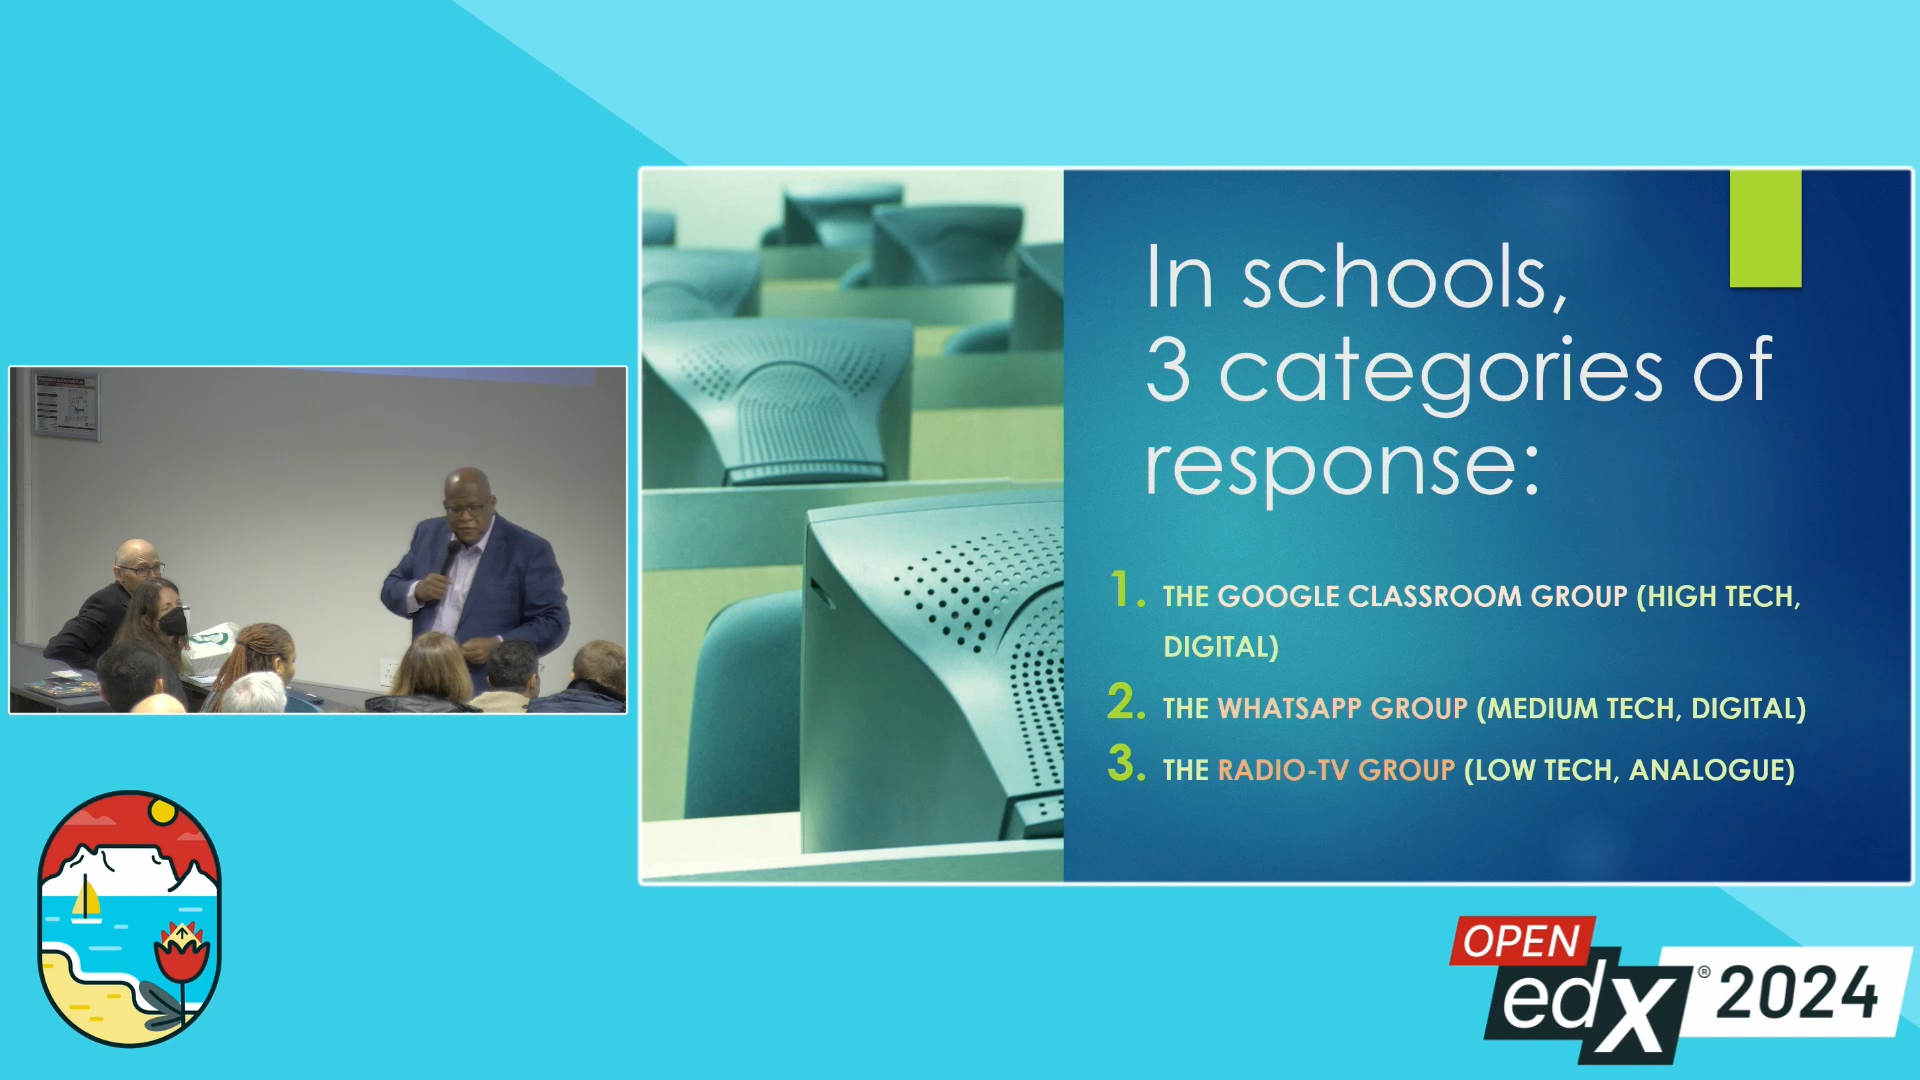 In schools,
3 categories of
response:
1. THE GOOGLE CLASSROOM GROUP (HIGH TECH,
DIGITAL)
2. THE WHATSAPP GROUP (MEDIUM TECH, DIGITAL)
3. THE RADIO-TV GROUP (LOW TECH, ANALOGUE)
OPEN
edX ® 2024